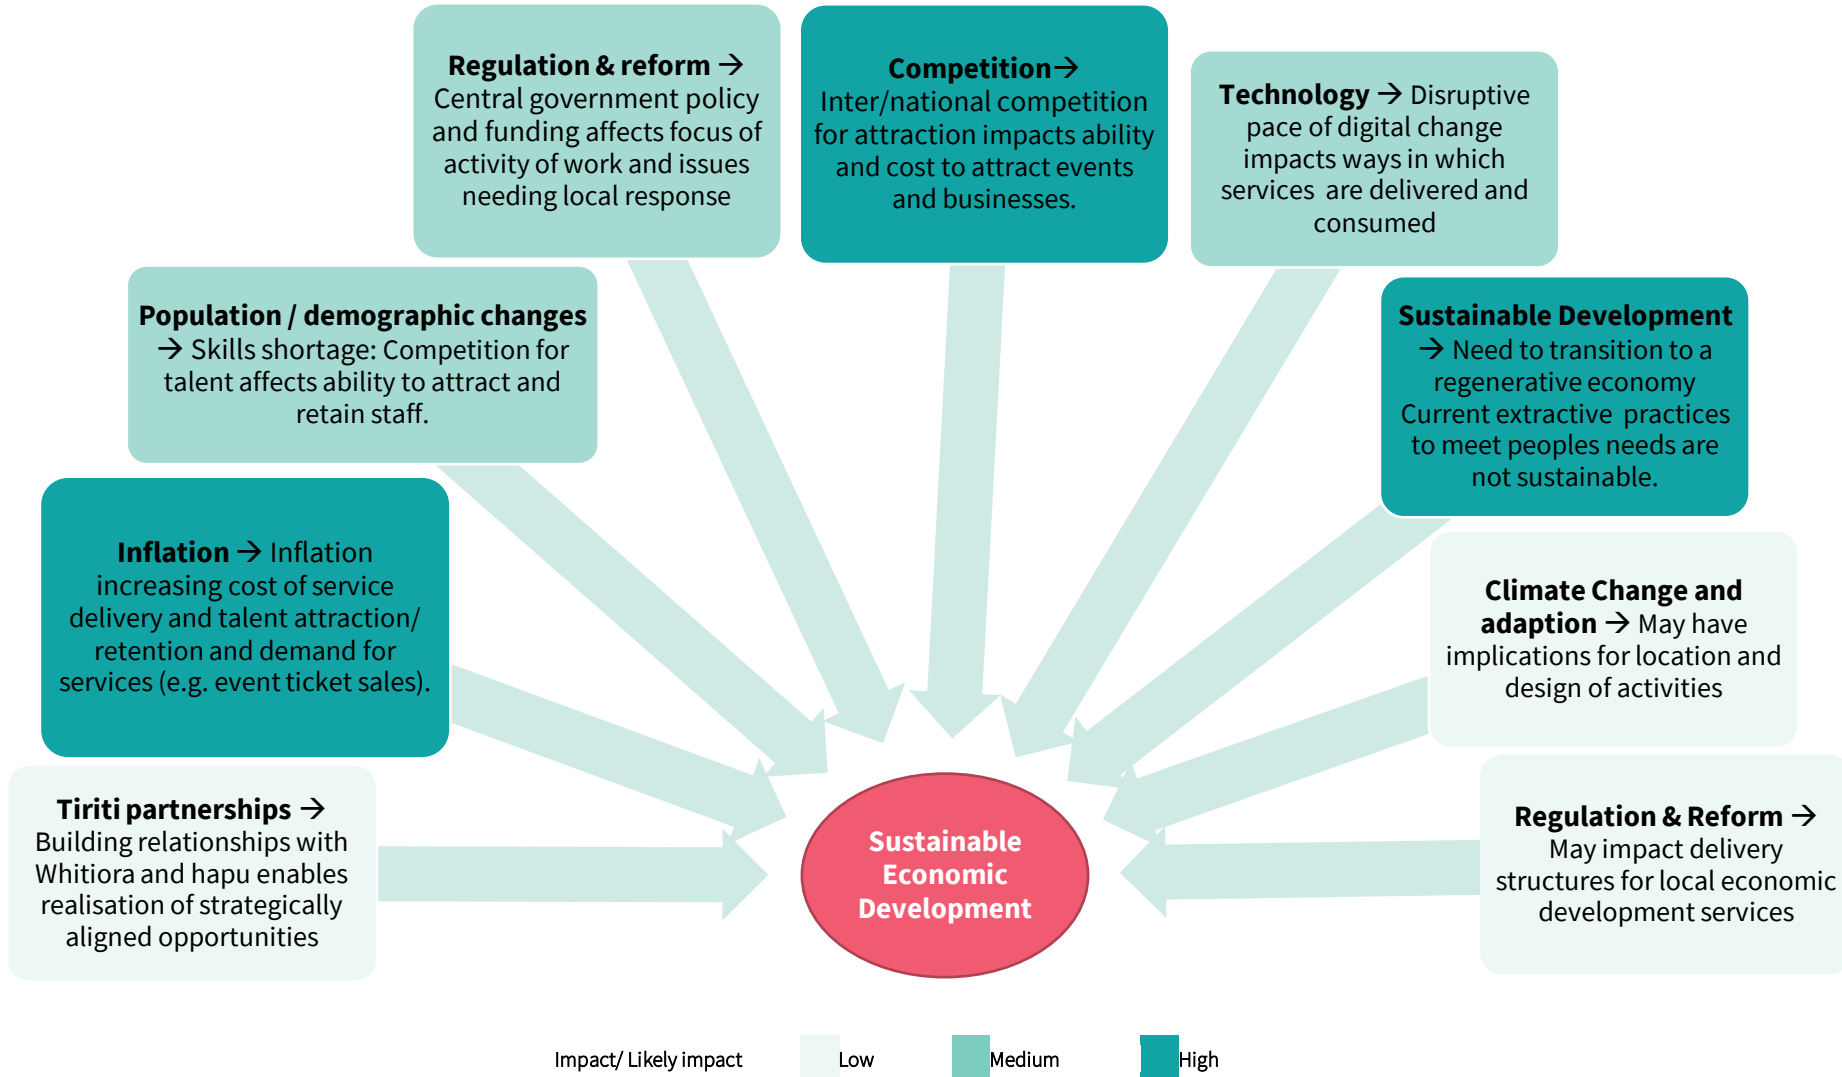 Regulation & reform →
Central government policy
and funding affects focus of
activity of work and issues
needing local response
Competition→
Inter/national competition
for attraction impacts ability
and cost to attract events
and businesses.
Technology → Disruptive
pace of digital change
impacts ways in which
services are delivered and
consumed
Population / demographic changes
→ Skills shortage: Competition for
talent affects ability to attract and
retain staff.
Sustainable Development
→ Need to transition to a
regenerative economy
Current extractive practices
to meet peoples needs are
not sustainable.
Inflation → Inflation
increasing cost of service
delivery and talent attraction/
retention and demand for
services (e.g. event ticket sales).
Climate Change and
adaption → May have
implications for location and
design of activities
Tiriti partnerships →
Building relationships with
Whitiora and hapu enables
realisation of strategically
aligned opportunities
Regulation & Reform →
May impact delivery
structures for local economic
development services
Sustainable
Economic
Development
Impact/ Likely impact Low Medium High